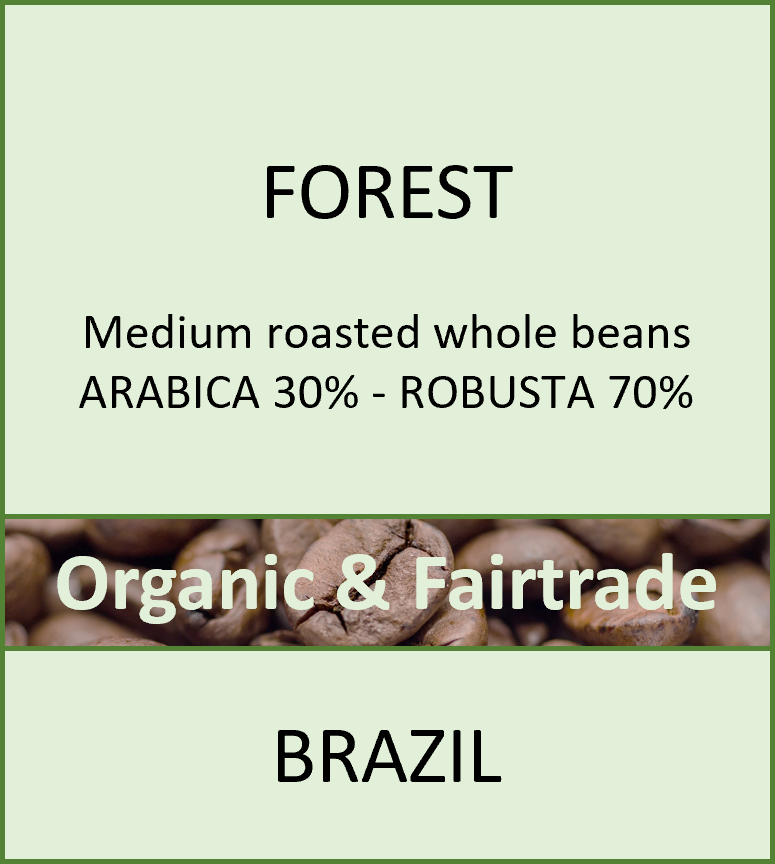 FOREST
Medium roasted whole beans
ARABICA 30% - ROBUSTA 70%
Organic & Fairtrade
BRAZIL